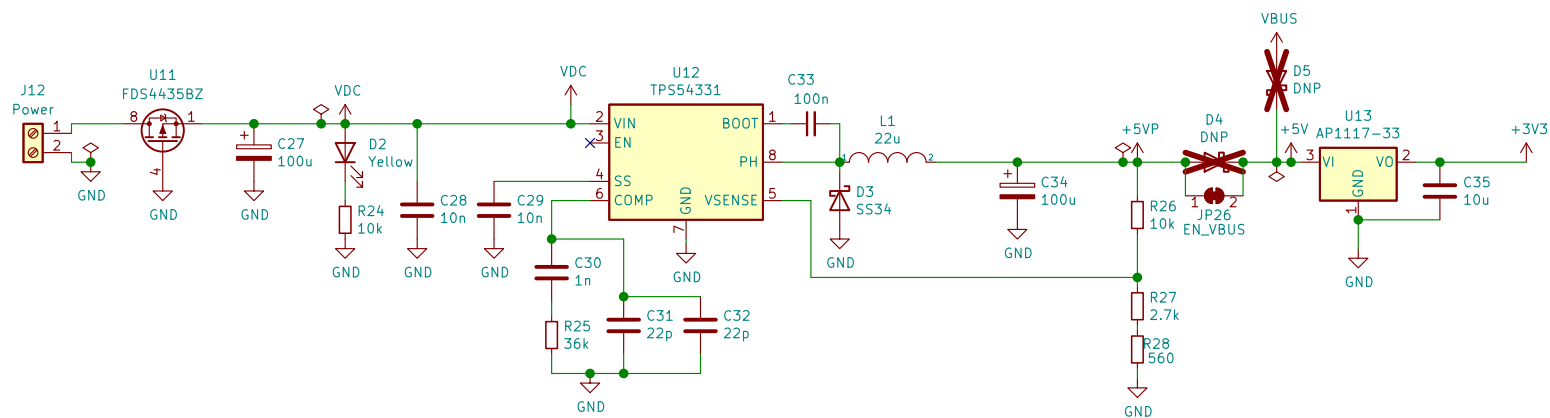 J12
Power
1
2
GND
U11
FDS4435BZ
8
1
4
GND
C27
100u
GND
VDC
D2
Yellow
R24
10k
GND
C28
10n
GND
C29
10n
GND
VDC
U12
TPS54331
2
VIN
3
EN
4
SS
6
COMP
BOOT
1
PH
8
VSENSE
5
GND
7
GND
C30
1n
R25
36k
C31
22p
C32
22p
GND
C33
100n
L1
22u
1
2
D3
SS34
GND
C34
100u
GND
+5VP
R26
10k
R27
2.7k
R28
560
GND
D4
DNP
1
2
JP26
EN_VBUS
VBUS
D5
DNP
+5V
U13
AP1117-33
3
VI
VO
2
GND
1
GND
C35
10u
+3V3